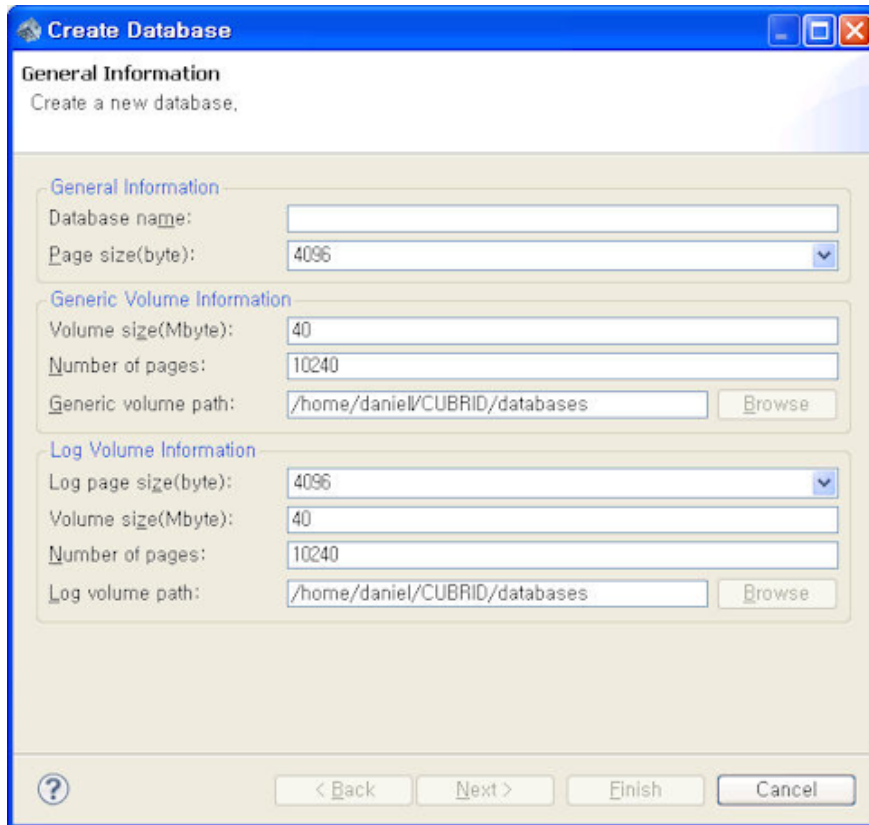 Create Database
General Information
Create a new database,
General Information
Database name:
Page size(byte): 4096
Generic Volume Information
Volume size(Mbyte): 40
Number of pages: 10240
Generic volume path: /home/daniell/CUBRID/databases Browse
Log Volume Information
Log page size(byte): 4096
Volume size(Mbyte): 40
Number of pages: 10240
Log volume path: /home/daniel/CUBRID/databases Browse
? < Back Next > Finish Cancel